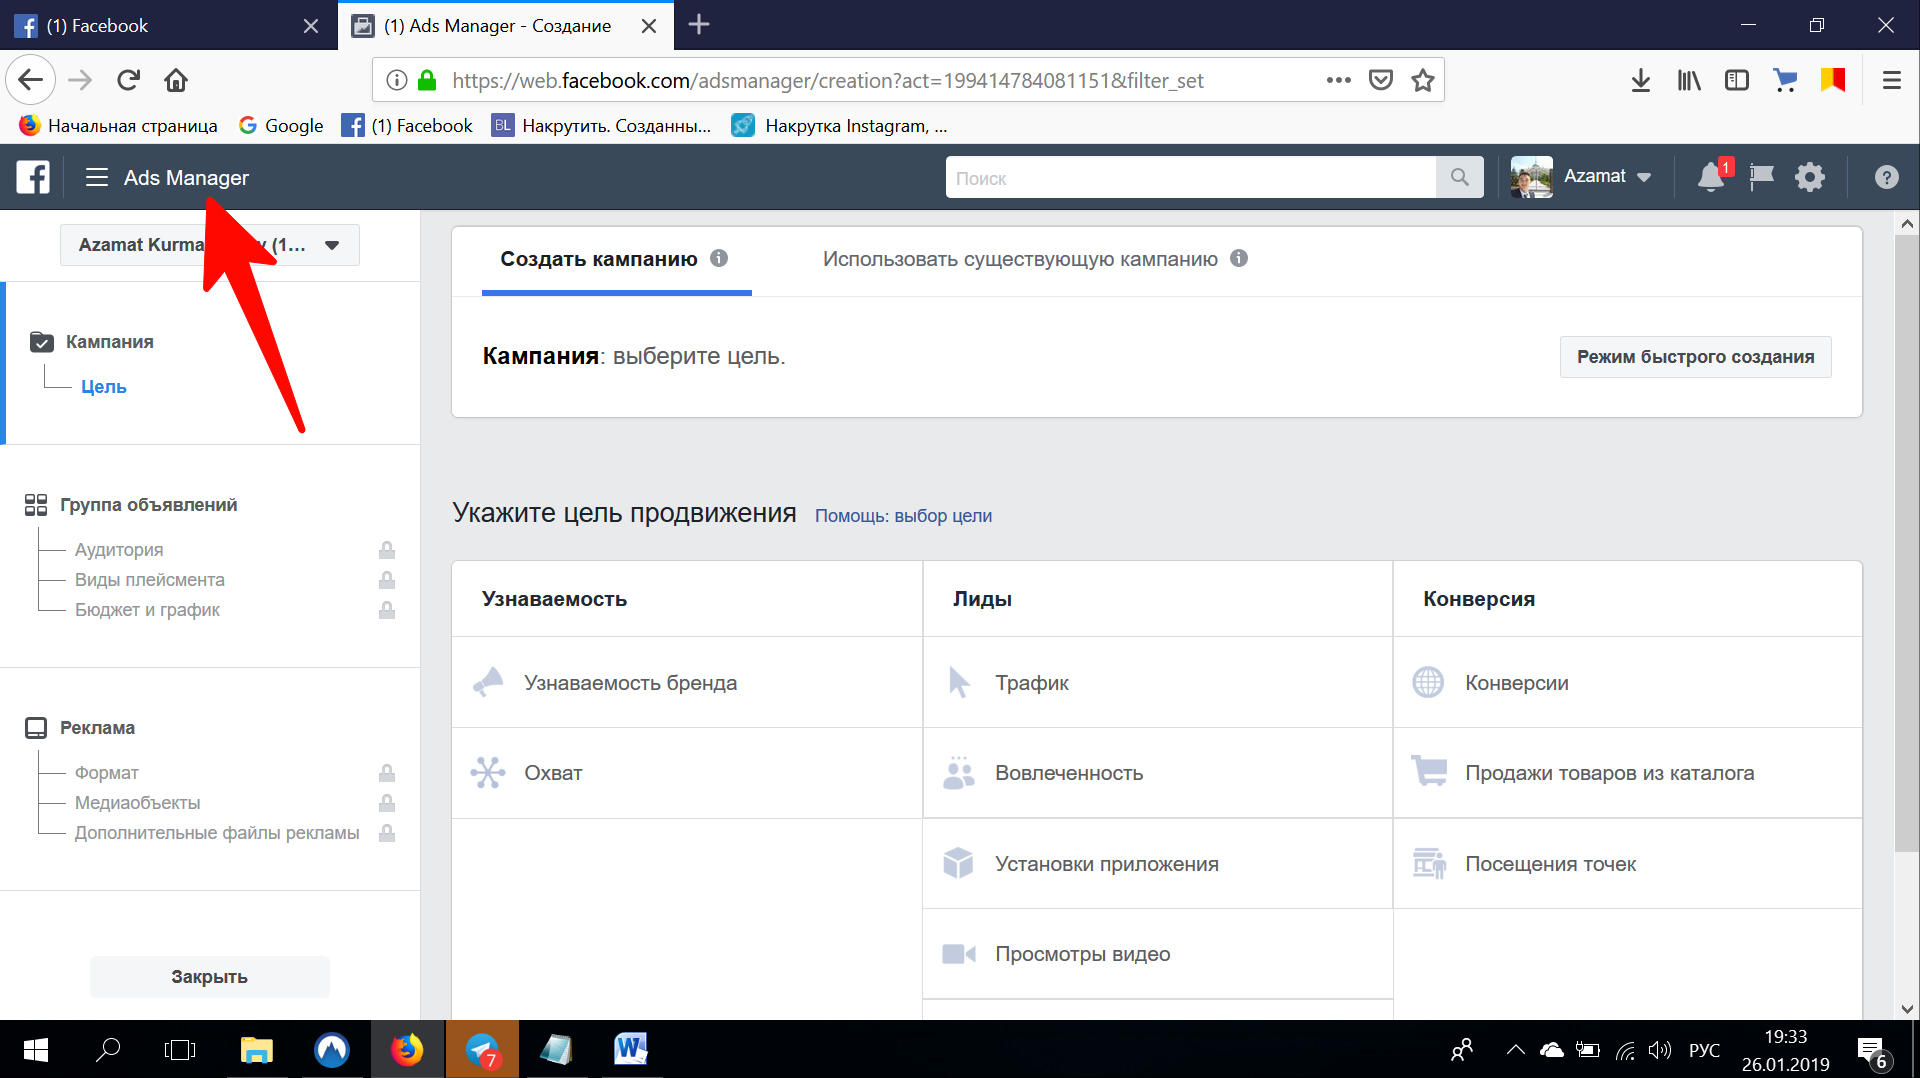 (1) Facebook
(1) Ads Manager - Создание
https://web.facebook.com/adsmanager/creation?act=199414784081151&filter_set
Начальная страница
Google
(1) Facebook
BL
Накрутить. Созданны...
Накрутка Instagram, ...
Ads Manager
Поиск
Azamat
1
Azamat Kurma
(1...
Создать кампанию
Использовать существующую кампанию
Кампания
Цель
Кампания: выберите цель.
Режим быстрого создания
Группа объявлений
Аудитория
Виды плейсмента
Бюджет и график
Укажите цель продвижения
Помощь: выбор цели
Узнаваемость
Лиды
Конверсия
Узнаваемость бренда
Трафик
Конверсии
Реклама
Формат
Медиаобъекты
Дополнительные файлы рекламы
Охват
Вовлеченность
Продажи товаров из каталога
Установки приложения
Посещения точек
Просмотры видео
Закрыть
7
W
РУС
19:33
26.01.2019
6